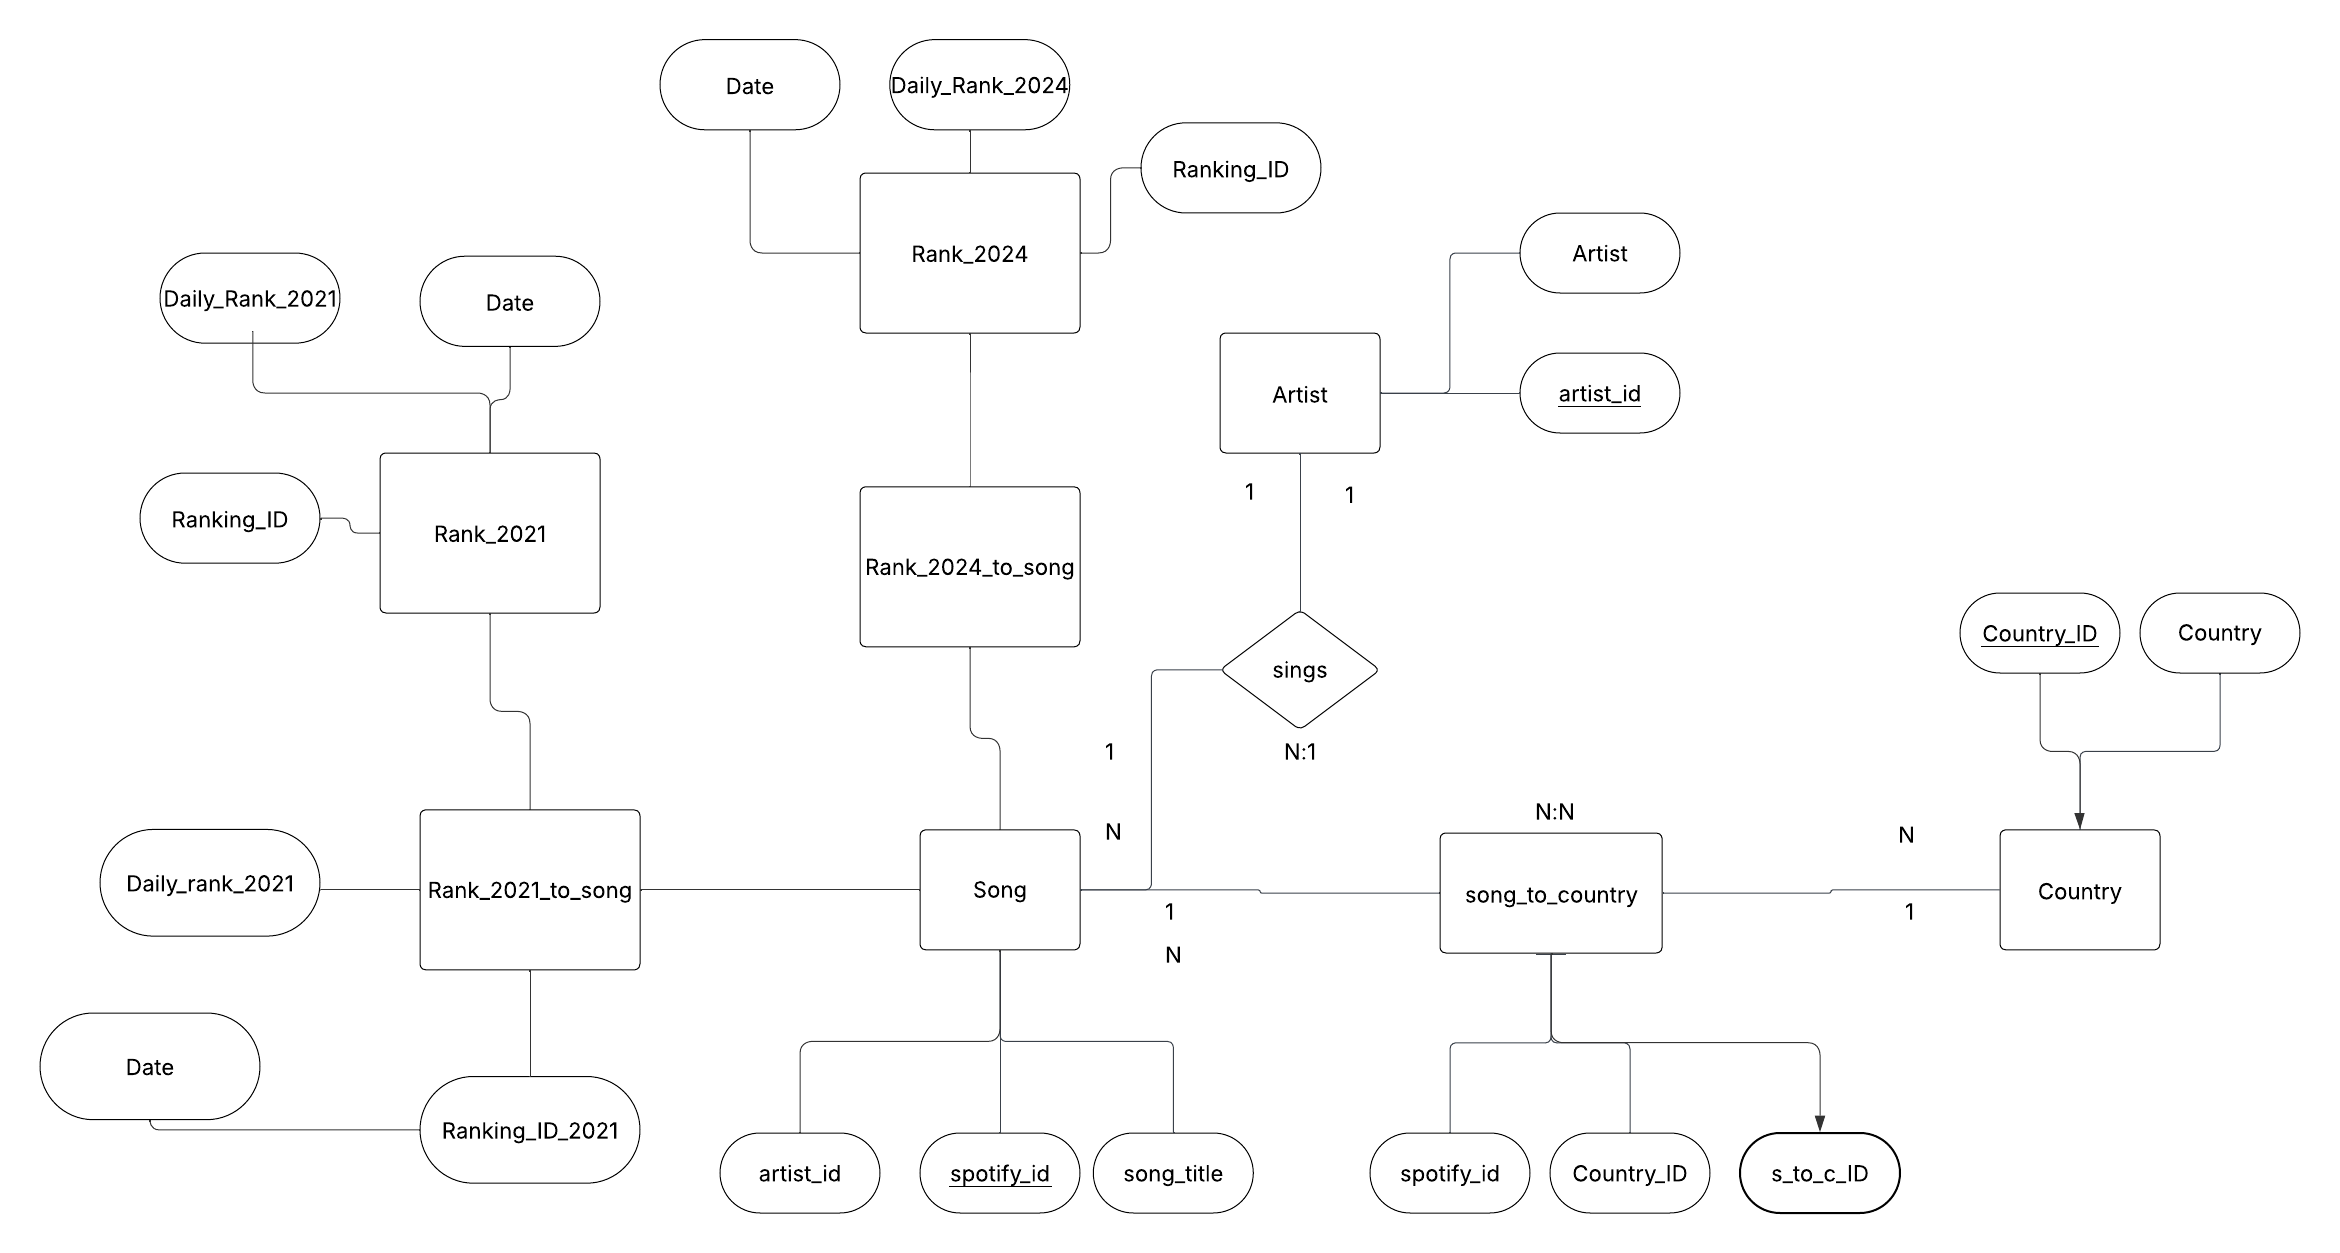 Date
Daily_Rank_2024
Ranking_ID
Rank_2024
Artist
Daily_Rank_2021
Date
Artist
artist_id
1
1
Ranking_ID
Rank_2021
Rank_2024_to_song
sings
N:1
Country_ID
Country
1
N
N:N
N
Daily_rank_2021
Rank_2021_to_song
Song
song_to_country
Country
1
N
1
Date
Ranking_ID_2021
artist_id
spotify_id
song_title
spotify_id
Country_ID
s_to_c_ID